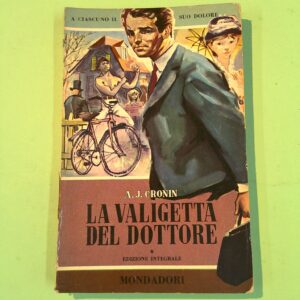 A CIASCUNO IL SUO DOLORE
A. J. CRONIN
LA VALIGETTA
DEL DOTTORE
EDIZIONE INTEGRALE
MONDADORI